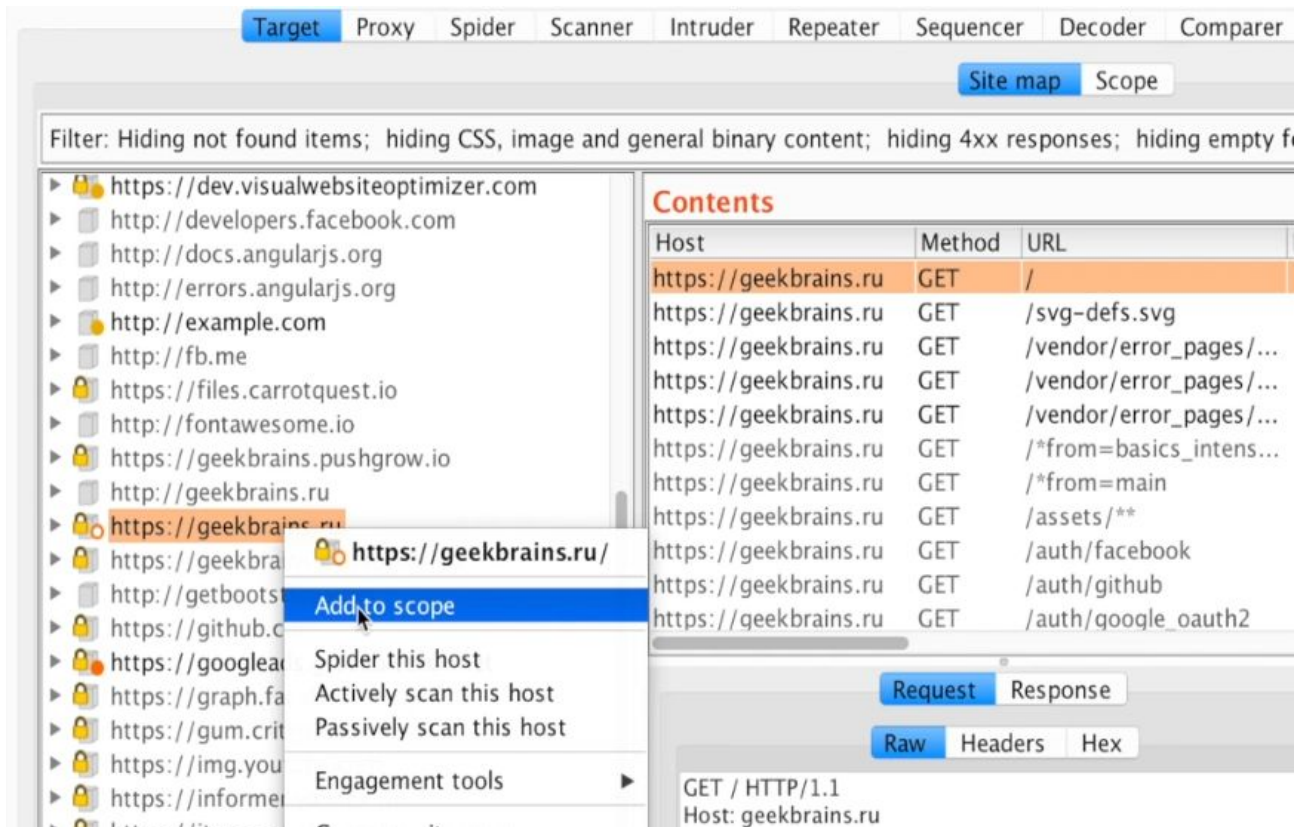 Target Proxy Spider Scanner Intruder Repeater Sequencer Decoder Comparer
Site map Scope
Filter: Hiding not found items; hiding CSS, image and general binary content; hiding 4xx responses; hiding empty
https://dev.visualwebsiteoptimizer.com
http://developers.facebook.com
http://docs.angularjs.org
http://errors.angularjs.org
http://example.com
http://fb.me
https://files.carrotquest.io
http://fontawesome.io
https://geekbrains.pushgrow.io
http://geekbrains.ru
https://geekbrains.ru
https://geekbra
http://getbootst
https://github.c
https://googlead
https://graph.fa
https://gum.crit
https://img.you
https://informe
https://geekbrains.ru/
Add to scope
Spider this host
Actively scan this host
Passively scan this host
Engagement tools
Contents
Host Method URL
https://geekbrains.ru GET /
https://geekbrains.ru GET /svg-defs.svg
https://geekbrains.ru GET /vendor/error_pages/...
https://geekbrains.ru GET /vendor/error_pages/...
https://geekbrains.ru GET /vendor/error_pages/...
https://geekbrains.ru GET /*from=basics_intens...
https://geekbrains.ru GET /*from=main
https://geekbrains.ru GET /assets/**
https://geekbrains.ru GET /auth/facebook
https://geekbrains.ru GET /auth/github
https://geekbrains.ru GET /auth/google_oauth2
Request Response
Raw Headers Hex
GET / HTTP/1.1
Host: geekbrains.ru